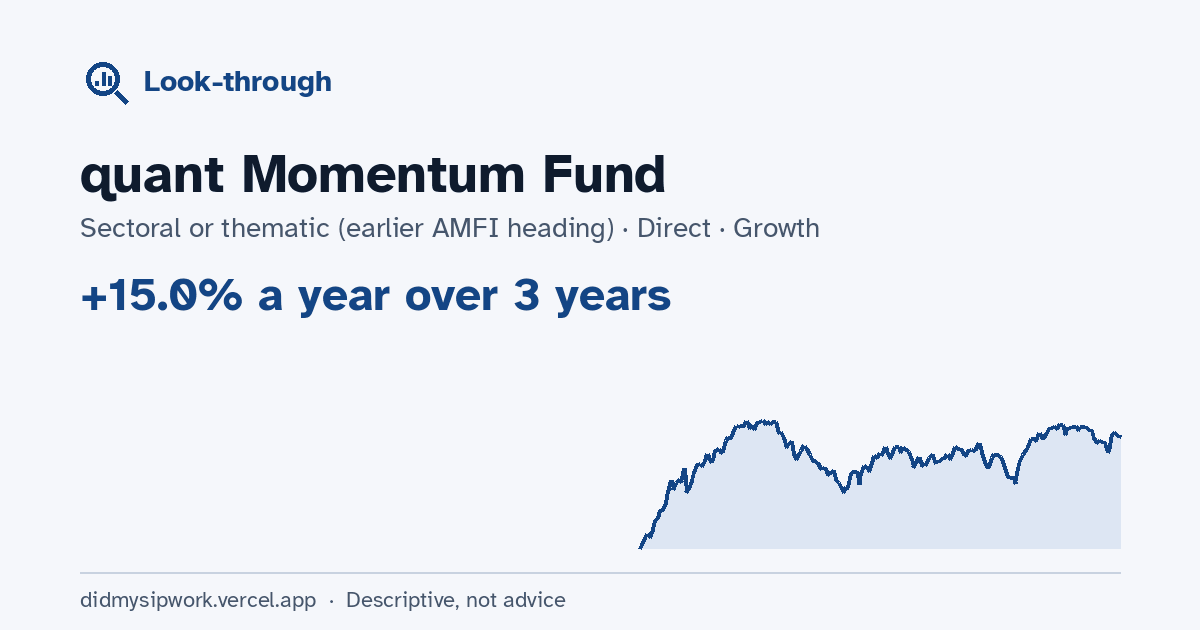 Look-through
quant Momentum Fund
Sectoral or thematic (earlier AMFI heading) · Direct · Growth
+15.0% a year over 3 years
didmysipwork.vercel.app · Descriptive, not advice